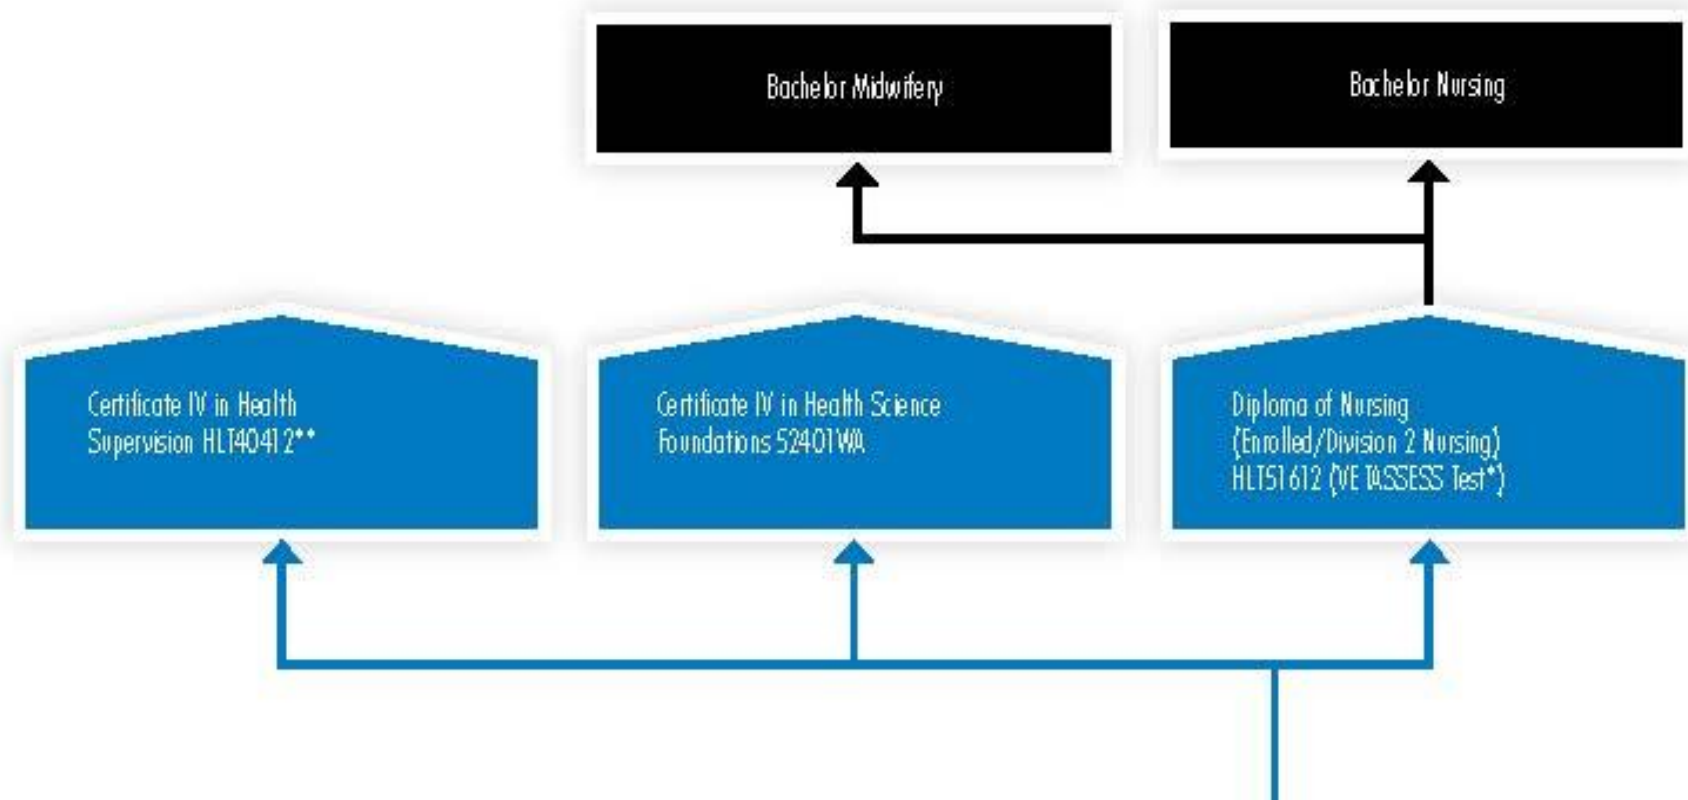 Bachelor Midwifery
Bachelor Nursing
Certificate IV in Health
Supervision HLT40412**
Certificate IV in Health Science
Foundations 52401WA
Diploma of Nursing
(Enrolled/Division 2 Nursing)
HLT51612 (VETASSESS Test*)